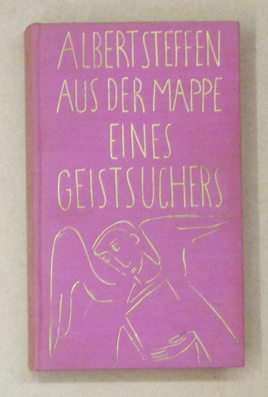 ALBERT STEFFEN
AUS DER MAPPE
EINES
GEISTSUCHERS